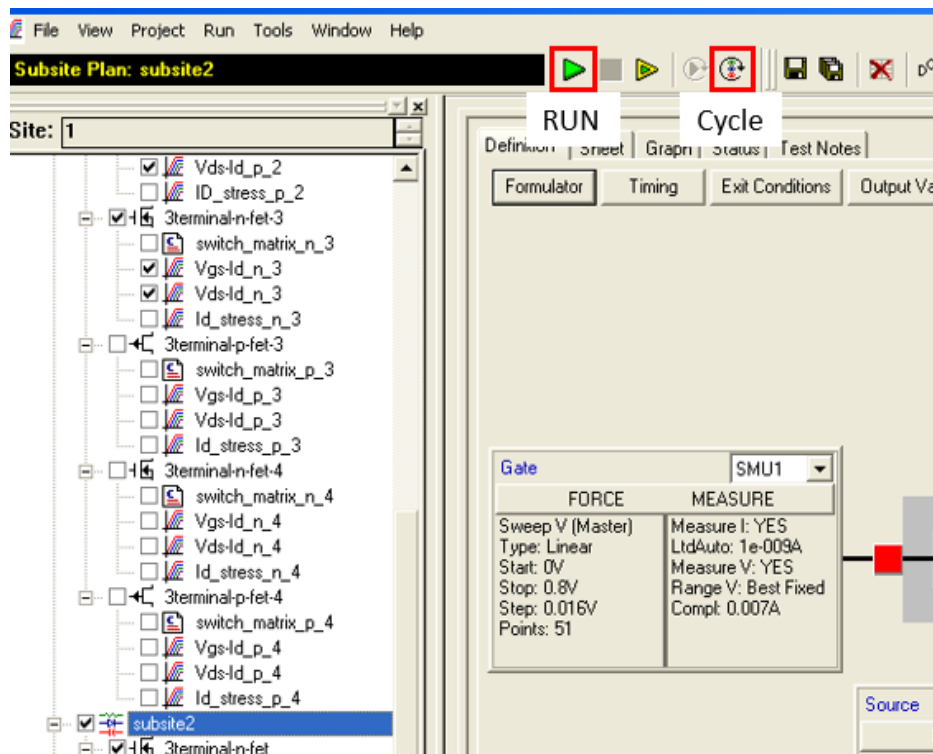 File View Project Run Tools Window Help
Subsite Plan: subsite2
RUN
Cycle
Site: 1
Vds-Id_p_2
ID_stress_p_2
3terminal-n-fet-3
switch_matrix_n_3
Vgs-Id_n_3
Vds-Id_n_3
Id_stress_n_3
3terminal-p-fet-3
switch_matrix_p_3
Vgs-Id_p_3
Vds-Id_p_3
Id_stress_p_3
3terminal-n-fet-4
switch_matrix_n_4
Vgs-Id_n_4
Vds-Id_n_4
Id_stress_n_4
3terminal-p-fet-4
switch_matrix_p_4
Vgs-Id_p_4
Vds-Id_p_4
Id_stress_p_4
subsite2
3terminal-n-fet
Definition Sheet Graph Status Test Notes
Formulator Timing Exit Conditions Output Va
Gate SMU1
FORCE MEASURE
Sweep V (Master) Measure I: YES
Type: Linear LtdAuto: 1e-009A
Start: 0V Measure V: YES
Stop: 0.8V Range V: Best Fixed
Step: 0.016V Compl: 0.007A
Points: 51
Source